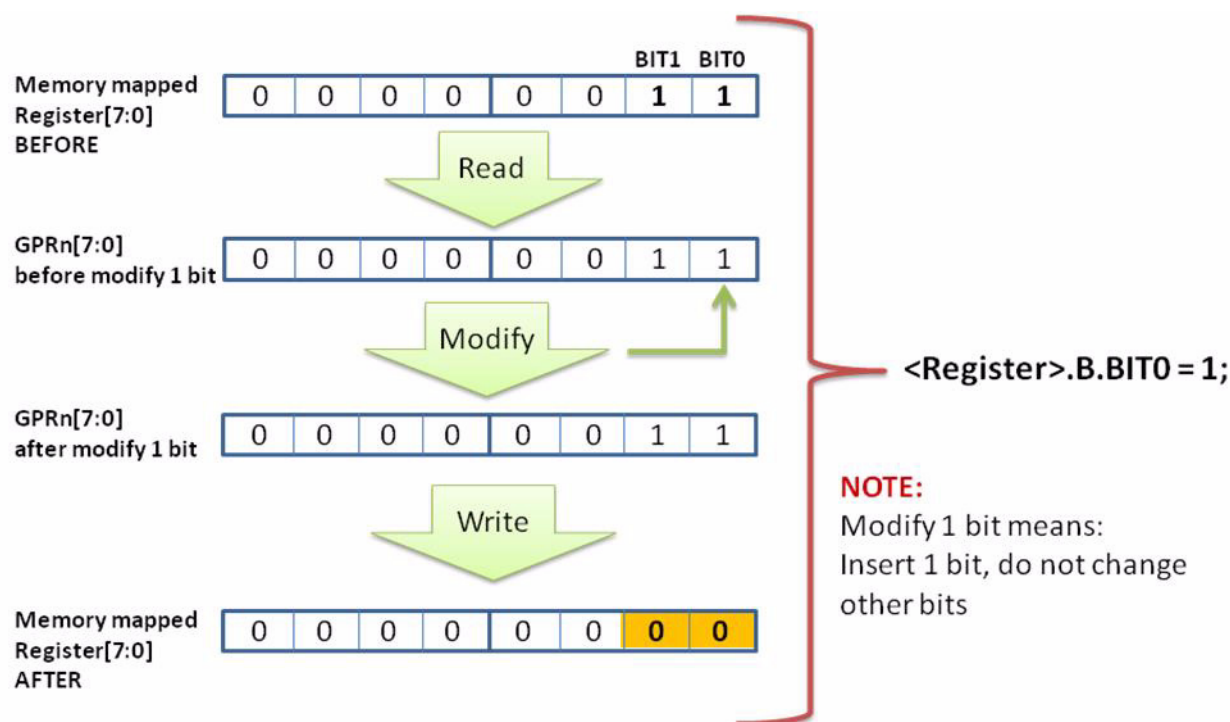 BIT1 BIT0
Memory mapped
Register[7:0]
BEFORE
0 0 0 0 0 0 1 1
Read
GPRn[7:0]
before modify 1 bit
0 0 0 0 0 0 1 1
Modify
<Register>.B.BIT0 = 1;
GPRn[7:0]
after modify 1 bit
0 0 0 0 0 0 1 1
NOTE:
Modify 1 bit means:
Insert 1 bit, do not change
other bits
Write
Memory mapped
Register[7:0]
AFTER
0 0 0 0 0 0 0 0